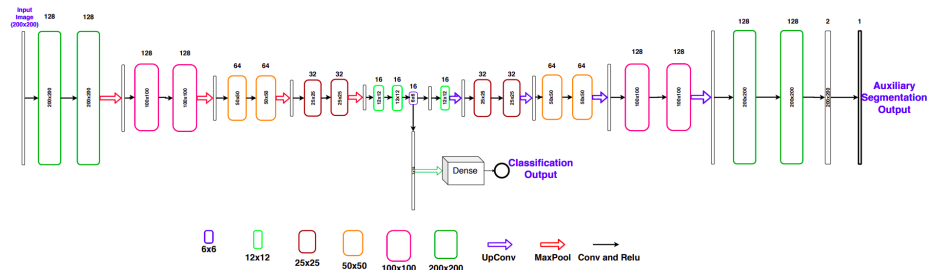 Input
Image
(200x200)
128
128
200x200
200x200
128
128
100x100
100x100
64
64
50x50
50x50
32
32
25x25
25x25
16
16
12x12
12x12
16
6x6
16
12x12
32
32
25x25
25x25
64
64
50x50
50x50
128
128
100x100
100x100
128
128
200x200
200x200
2
200x200
1
Auxiliary
Segmentation
Output
Dense
Classification
Output
6x6
12x12
25x25
50x50
100x100
200x200
UpConv
MaxPool
Conv and Relu